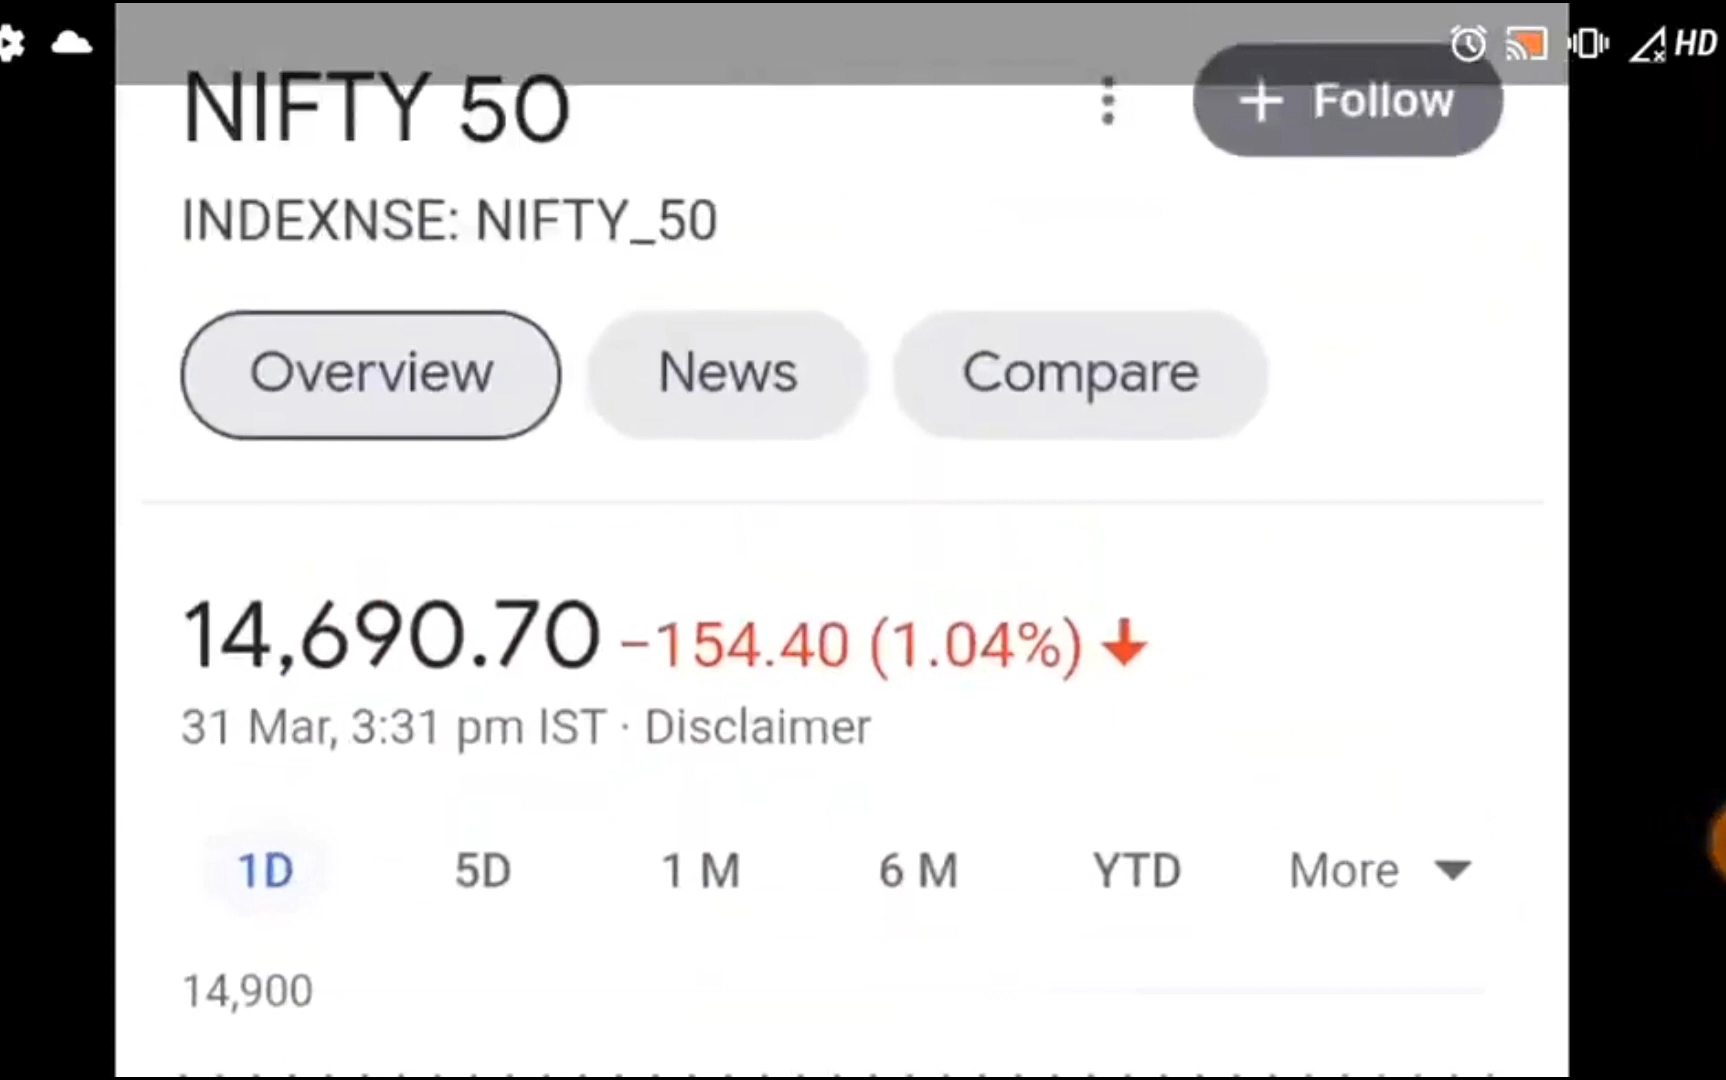 HD
NIFTY 50
+ Follow
INDEXNSE: NIFTY_50
Overview
News
Compare
14,690.70 -154.40 (1.04%)
31 Mar, 3:31 pm IST · Disclaimer
1D 5D 1 M 6 M YTD More
14,900